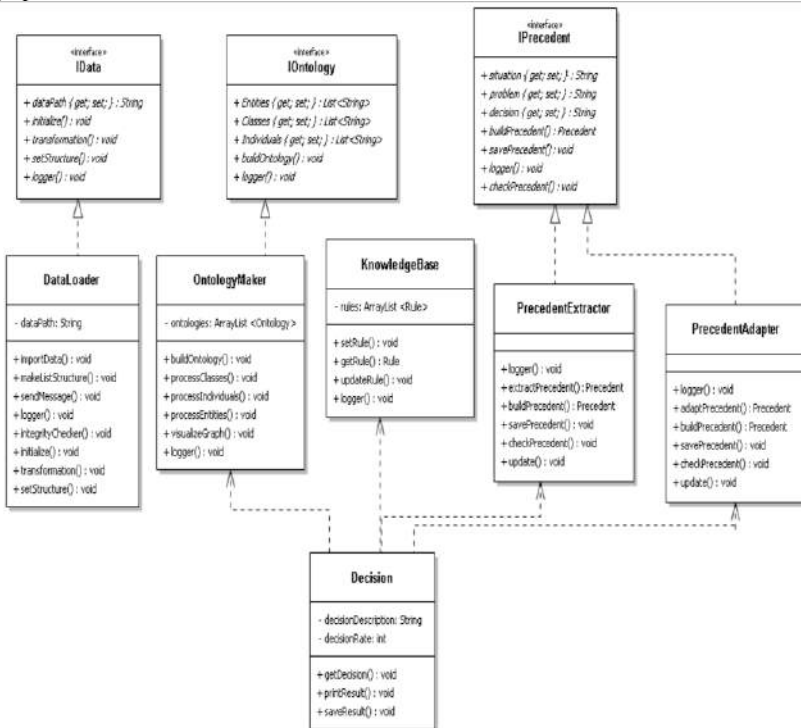 «interface»
IData
+ dataPath { get; set; } : String
+ initialize() : void
+ transformation() : void
+ setStructure() : void
+ logger() : void
«interface»
IOntology
+ Entities { get; set; } : List<String>
+ Classes { get; set; } : List<String>
+ Individuals { get; set; } : List<String>
+ buildOntology() : void
+ logger() : void
«interface»
IPrecedent
+ situation { get; set; } : String
+ problem { get; set; } : String
+ decision { get; set; } : String
+ buildPrecedent() : Precedent
+ savePrecedent() : void
+ logger() : void
+ checkPrecedent() : void
DataLoader
- dataPath: String
+ importData() : void
+ makeListStructure() : void
+ sendMessage() : void
+ logger() : void
+ integrityChecker() : void
+ initialize() : void
+ transformation() : void
+ setStructure() : void
OntologyMaker
- ontologies: ArrayList <Ontology>
+ buildOntology() : void
+ processClasses() : void
+ processIndividuals() : void
+ processEntities() : void
+ visualizeGraph() : void
+ logger() : void
KnowledgeBase
- rules: ArrayList <Rule>
+ setRule() : void
+ getRule() : Rule
+ updateRule() : void
+ logger() : void
PrecedentExtractor
+ logger() : void
+ extractPrecedent() : Precedent
+ buildPrecedent() : Precedent
+ savePrecedent() : void
+ checkPrecedent() : void
+ update() : void
PrecedentAdapter
+ logger() : void
+ adaptPrecedent() : Precedent
+ buildPrecedent() : Precedent
+ savePrecedent() : void
+ checkPrecedent() : void
+ update() : void
Decision
- decisionDescription: String
- decisionRate: int
+ getDecision() : void
+ printResult() : void
+ saveResult() : void